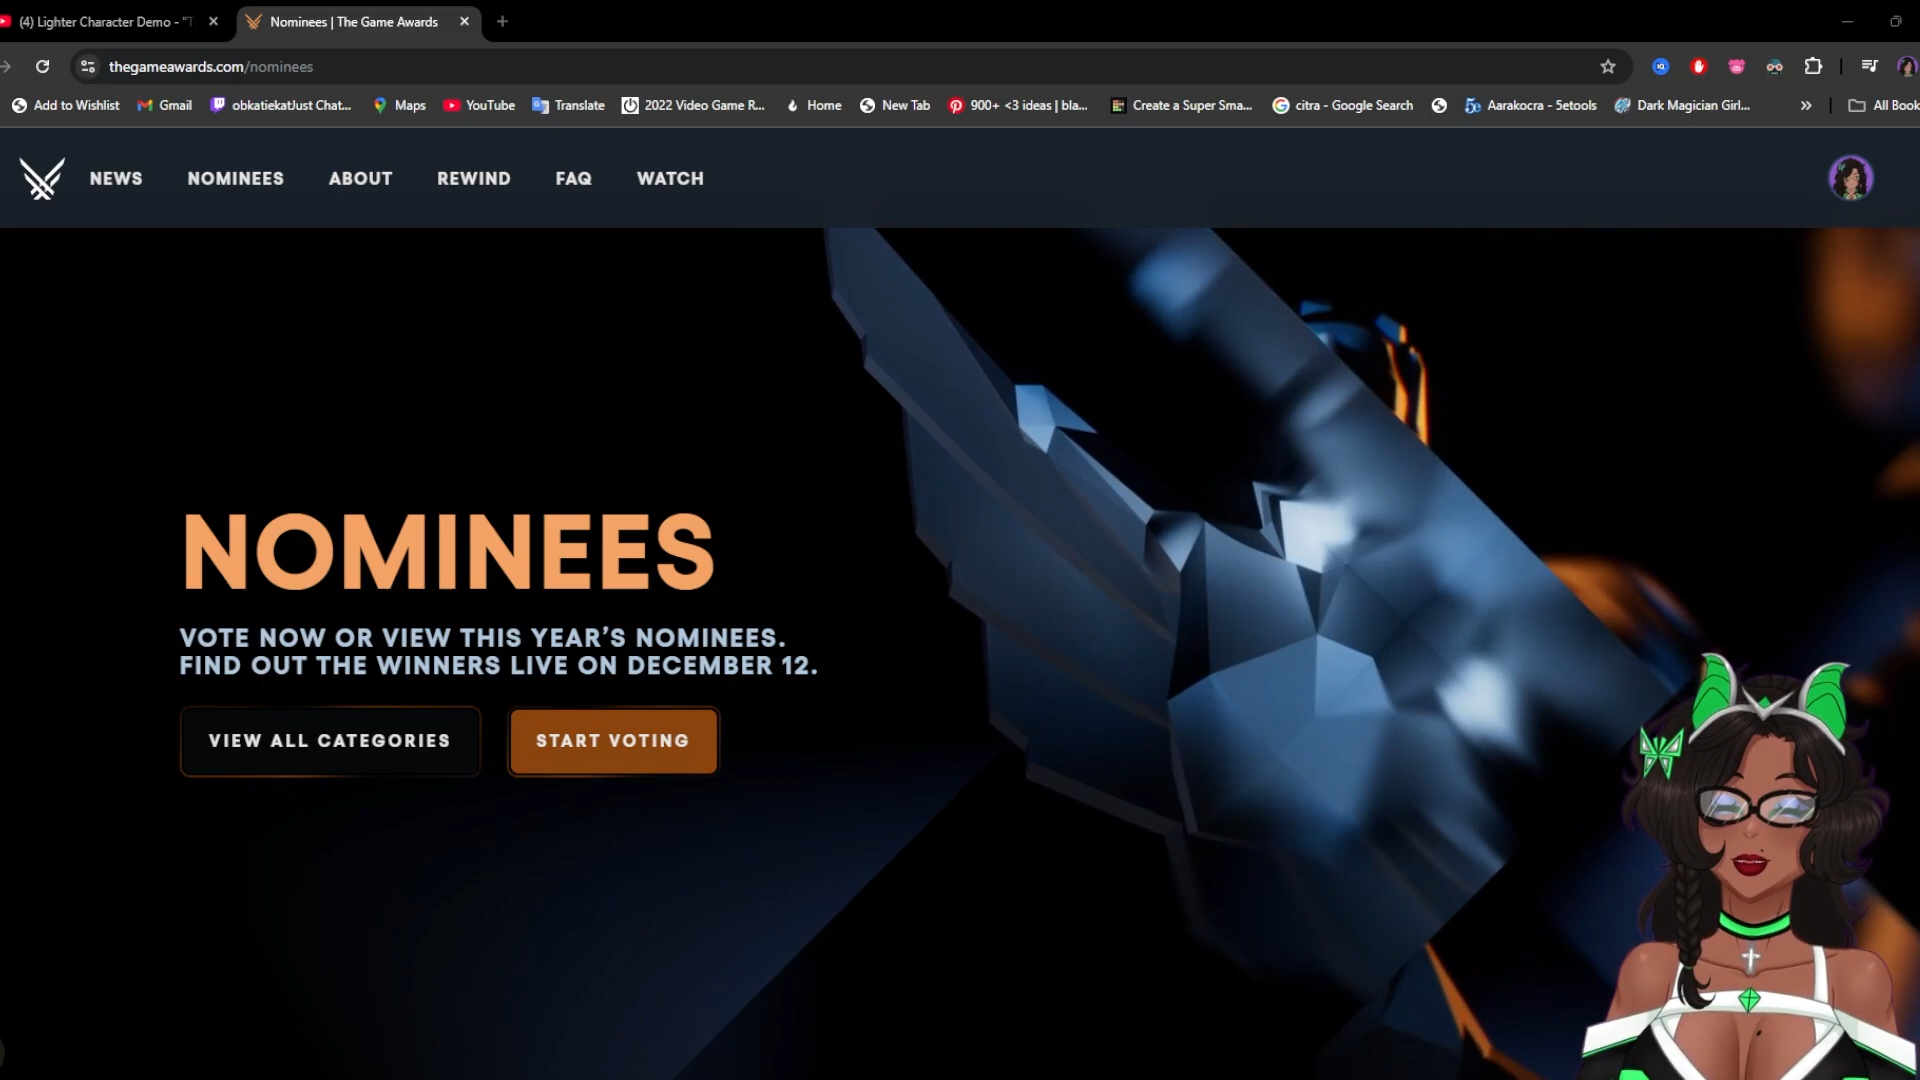 (4) Lighter Character Demo - "T
Nominees | The Game Awards
thegameawards.com/nominees
Add to Wishlist
Gmail
obkatiekatJust Chat...
Maps
YouTube
Translate
2022 Video Game R...
Home
New Tab
900+ <3 ideas | bla...
Create a Super Sma...
citra - Google Search
Aarakocra - 5etools
Dark Magician Girl...
All Book
NEWS
NOMINEES
ABOUT
REWIND
FAQ
WATCH
NOMINEES
VOTE NOW OR VIEW THIS YEAR’S NOMINEES.
FIND OUT THE WINNERS LIVE ON DECEMBER 12.
VIEW ALL CATEGORIES
START VOTING